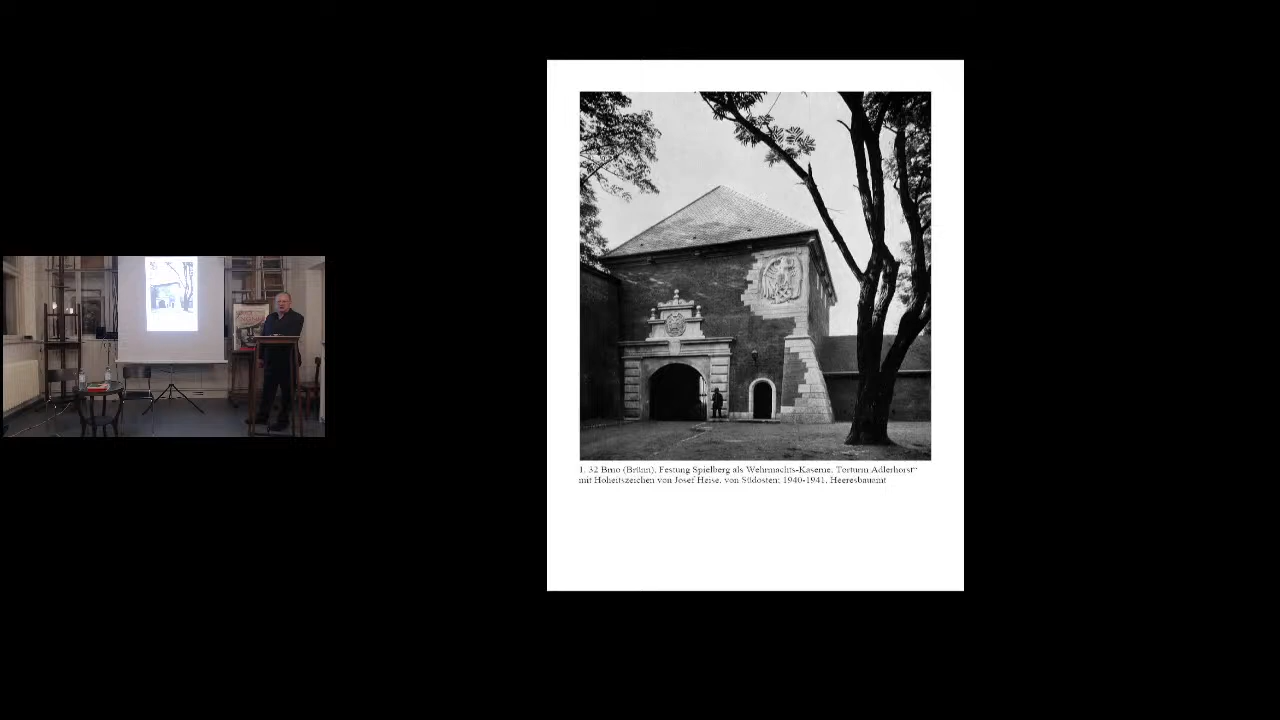 1. 32 Brno (Brünn). Festung Spielberg als Wehrmachts-Kaserne. Torturm Adlerhorst"
mit Hoheitszeichen von Josef Heise. von Südosten; 1940-1941. Heeresbauamt